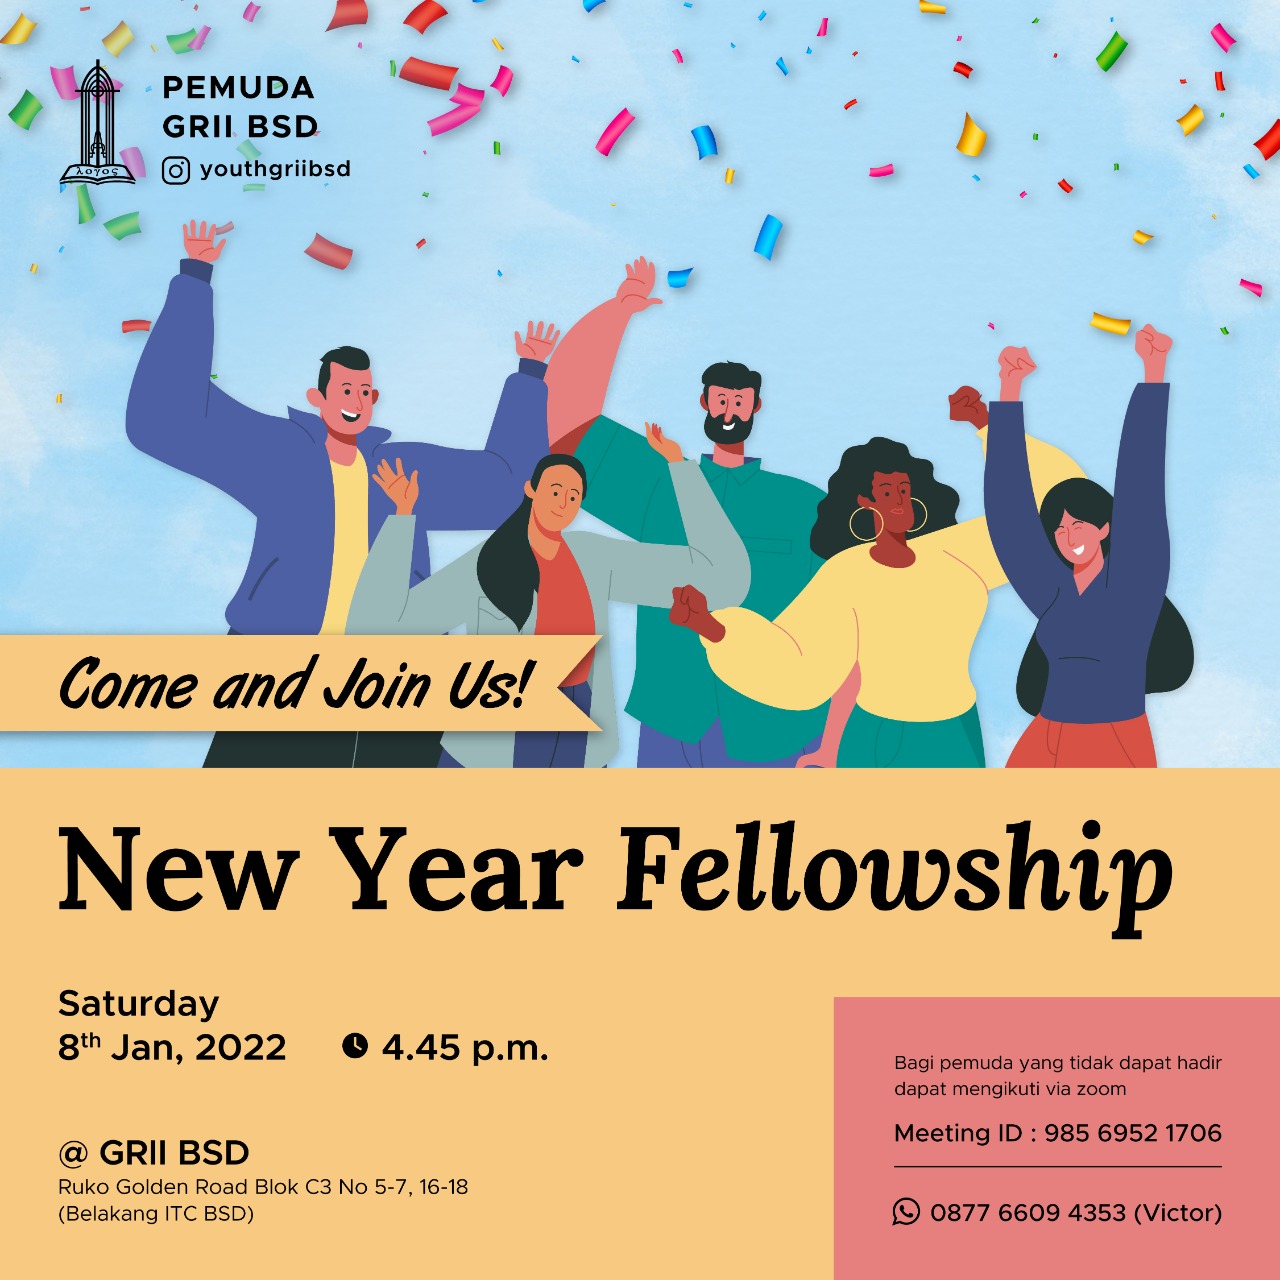 PEMUDA
GRII BSD
youthgriibsd
λογος
Come and Join Us!
New Year Fellowship
Saturday
8th Jan, 2022
4.45 p.m.
@ GRII BSD
Ruko Golden Road Blok C3 No 5-7, 16-18
(Belakang ITC BSD)
Bagi pemuda yang tidak dapat hadir
dapat mengikuti via zoom
Meeting ID : 985 6952 1706
0877 6609 4353 (Victor)